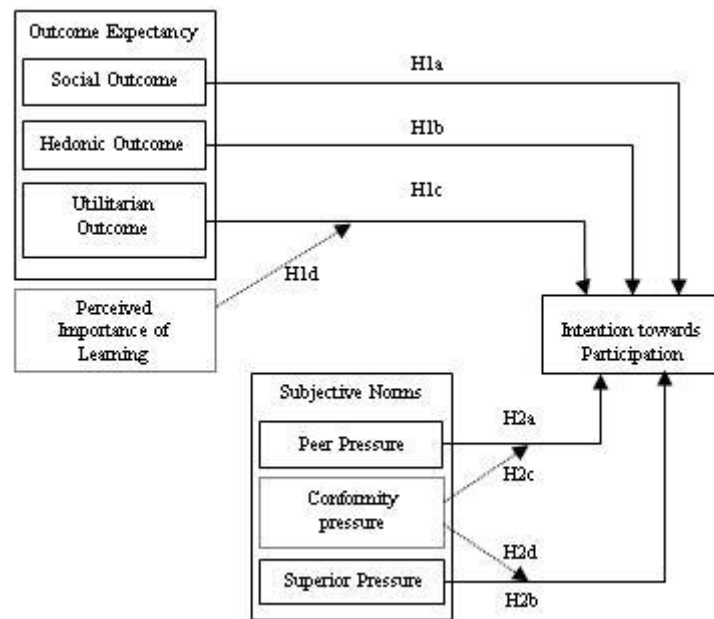 Outcome Expectancy
Social Outcome
H1a
Hedonic Outcome
H1b
Utilitarian
Outcome
H1c
H1d
Perceived
Importance of
Learning
Intention towards
Participation
Subjective Norms
Peer Pressure
H2a
H2c
Conformity
pressure
H2d
Superior Pressure
H2b